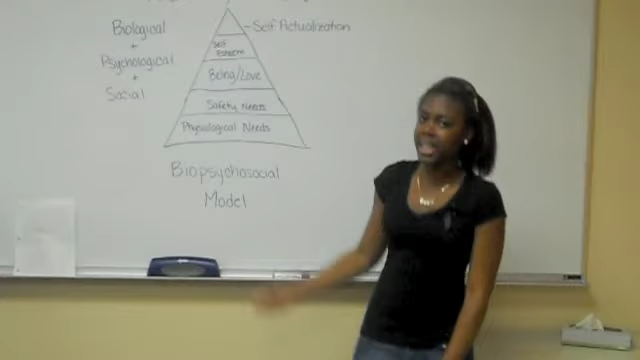 Biological
+
Psychological
+
Social
Self Actualization
Self
Esteem
Being/Love
Safety Needs
Physiological Needs
Biopsychosocial
Model